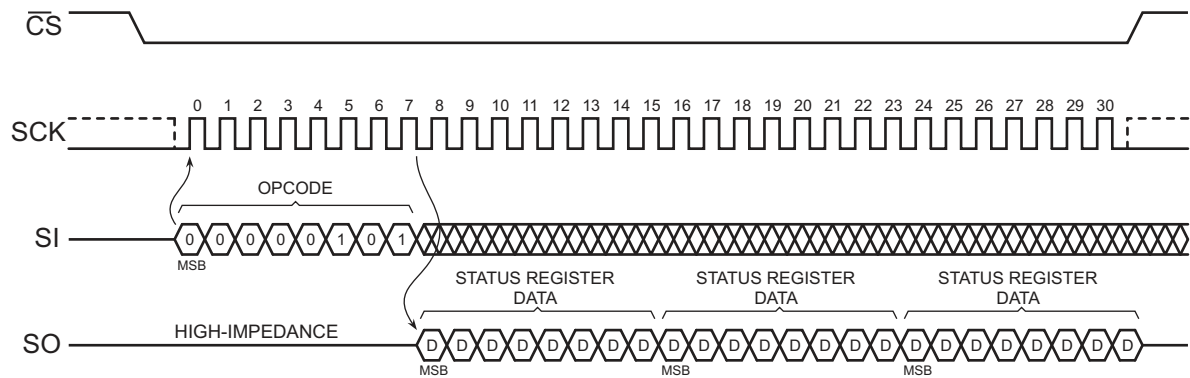 CS
0 1 2 3 4 5 6 7 8 9 10 11 12 13 14 15 16 17 18 19 20 21 22 23 24 25 26 27 28 29 30
SCK
OPCODE
SI 0 0 0 0 0 1 0 1
MSB
STATUS REGISTER DATA
STATUS REGISTER DATA
STATUS REGISTER DATA
HIGH-IMPEDANCE
SO D D D D D D D D D D D D D D D D D D D D D D D D
MSB MSB MSB